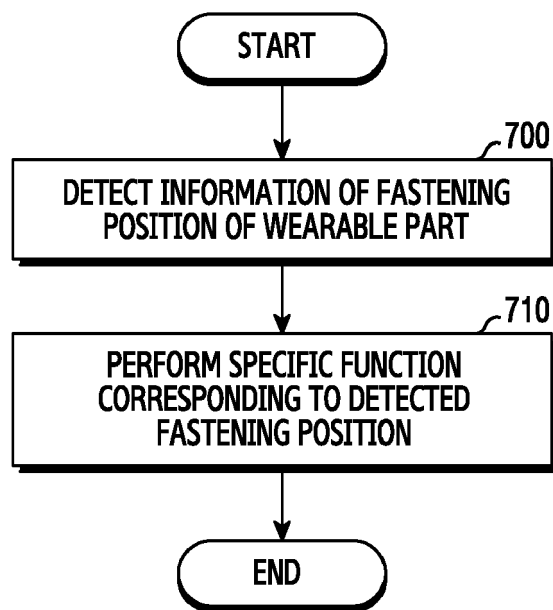 START
700
DETECT INFORMATION OF FASTENING
POSITION OF WEARABLE PART
710
PERFORM SPECIFIC FUNCTION
CORRESPONDING TO DETECTED
FASTENING POSITION
END